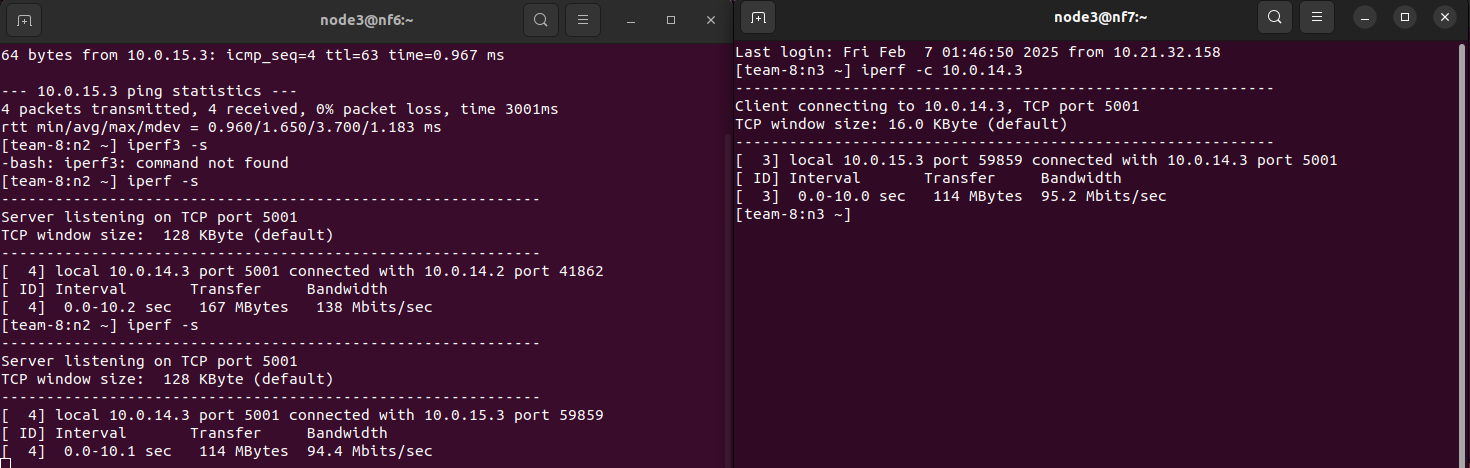 node3@nf6:~
64 bytes from 10.0.15.3: icmp_seq=4 ttl=63 time=0.967 ms

--- 10.0.15.3 ping statistics ---
4 packets transmitted, 4 received, 0% packet loss, time 3001ms
rtt min/avg/max/mdev = 0.960/1.650/3.700/1.183 ms
[team-8:n2 ~] iperf3 -s
-bash: iperf3: command not found
[team-8:n2 ~] iperf -s
------------------------------------------------------------
Server listening on TCP port 5001
TCP window size:  128 KByte (default)
------------------------------------------------------------
[  4] local 10.0.14.3 port 5001 connected with 10.0.14.2 port 41862
[ ID] Interval       Transfer     Bandwidth
[  4]  0.0-10.2 sec   167 MBytes   138 Mbits/sec
[team-8:n2 ~] iperf -s
------------------------------------------------------------
Server listening on TCP port 5001
TCP window size:  128 KByte (default)
------------------------------------------------------------
[  4] local 10.0.14.3 port 5001 connected with 10.0.15.3 port 59859
[ ID] Interval       Transfer     Bandwidth
[  4]  0.0-10.1 sec   114 MBytes  94.4 Mbits/sec
node3@nf7:~
Last login: Fri Feb  7 01:46:50 2025 from 10.21.32.158
[team-8:n3 ~] iperf -c 10.0.14.3
------------------------------------------------------------
Client connecting to 10.0.14.3, TCP port 5001
TCP window size: 16.0 KByte (default)
------------------------------------------------------------
[  3] local 10.0.15.3 port 59859 connected with 10.0.14.3 port 5001
[ ID] Interval       Transfer     Bandwidth
[  3]  0.0-10.0 sec   114 MBytes  95.2 Mbits/sec
[team-8:n3 ~]